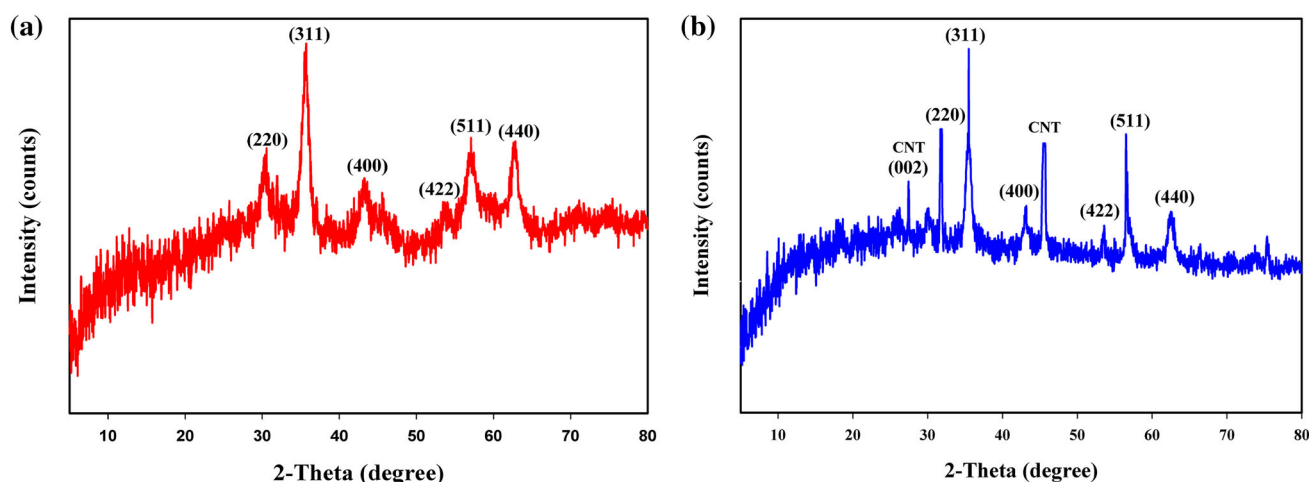 (a)
(311)
(220)
(511)
(440)
(400)
(422)
Intensity (counts)
10 20 30 40 50 60 70 80
2-Theta (degree)
(b)
(311)
(220)
CNT
(511)
CNT
(002)
(400)
(422)
(440)
Intensity (counts)
10 20 30 40 50 60 70 80
2-Theta (degree)